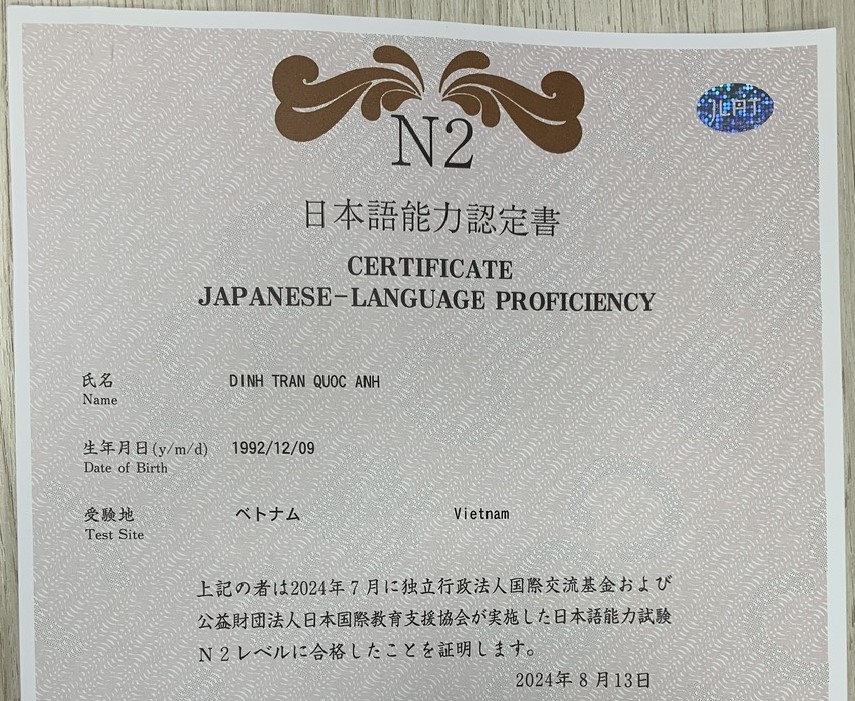 JLPT
N2
日本語能力認定書
CERTIFICATE
JAPANESE-LANGUAGE PROFICIENCY
氏名 DINH TRAN QUOC ANH
Name
生年月日(y/m/d) 1992/12/09
Date of Birth
受験地 ベトナム Vietnam
Test Site
上記の者は2024年7月に独立行政法人国際交流基金および
公益財団法人日本国際教育支援協会が実施した日本語能力試験
N2レベルに合格したことを証明します。
2024年8月13日